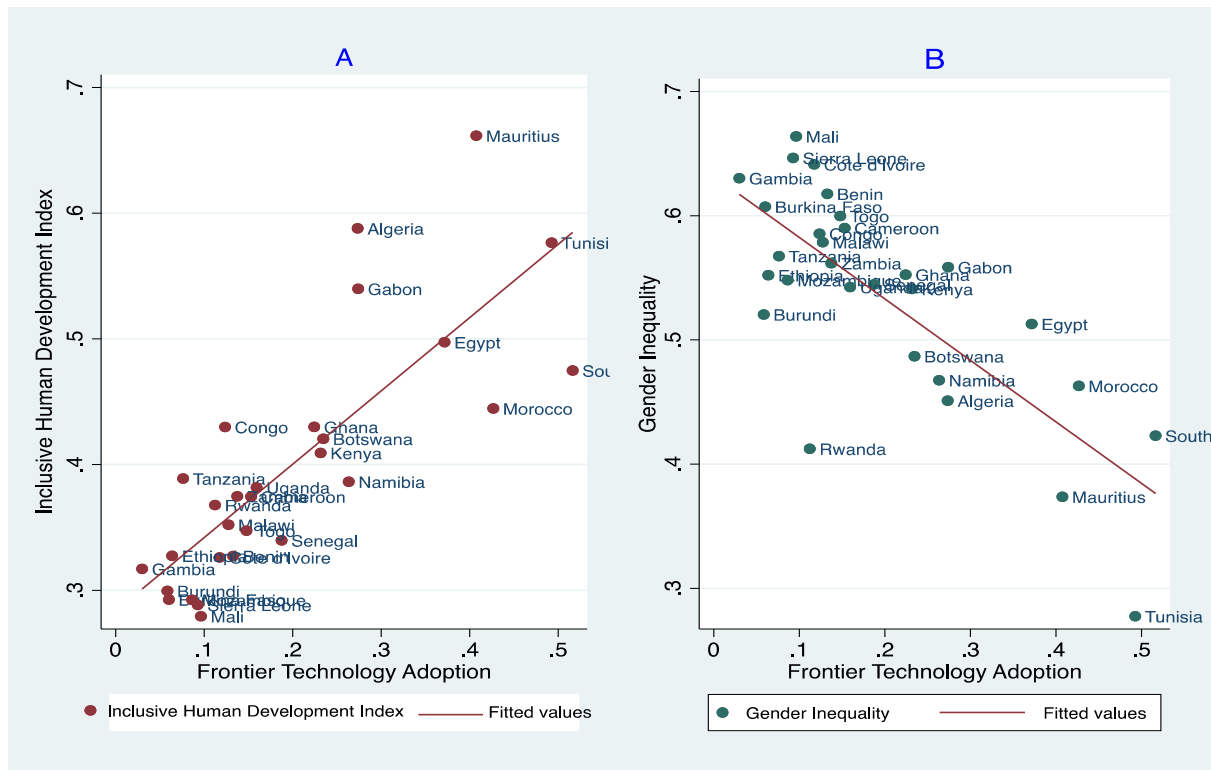 A
Inclusive Human Development Index
.7
.6
.5
.4
.3
Mauritius
Algeria
Tunisi
Gabon
Egypt
Sou
Morocco
Congo
Ghana
Botswana
Kenya
Tanzania
Namibia
Uganda
Cameroon
Rwanda
Malawi
Togo
Senegal
Ethiopia
Benin
Cote d'Ivoire
Gambia
Burundi
Sierra Leone
Mali
0 .1 .2 .3 .4 .5
Frontier Technology Adoption
Inclusive Human Development Index Fitted values
B
Gender Inequality
.7
.6
.5
.4
.3
Mali
Sierra Leone
Cote d'Ivoire
Gambia
Benin
Burkina Faso
Togo
Cameroon
Congo
Malawi
Tanzania
Zambia
Gabon
Ethiopia
Mozambique
Ghana
Uganda
Senegal
Kenya
Burundi
Egypt
Botswana
Namibia
Morocco
Algeria
South
Rwanda
Mauritius
Tunisia
0 .1 .2 .3 .4 .5
Frontier Technology Adoption
Gender Inequality Fitted values